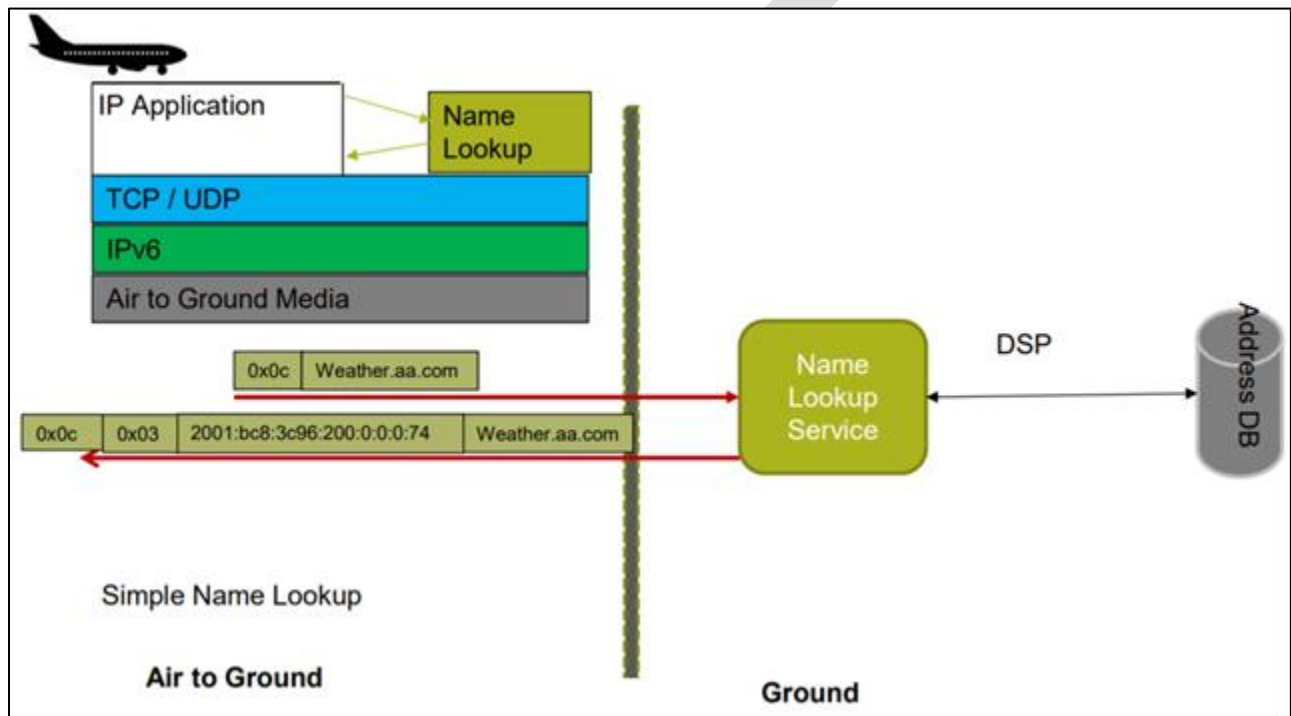 IP Application
Name
Lookup
TCP / UDP
IPv6
Air to Ground Media
0x0c Weather.aa.com
0x0c 0x03 2001:bc8:3c96:200:0:0:0:74 Weather.aa.com
Name
Lookup
Service
DSP
Address DB
Simple Name Lookup
Air to Ground
Ground